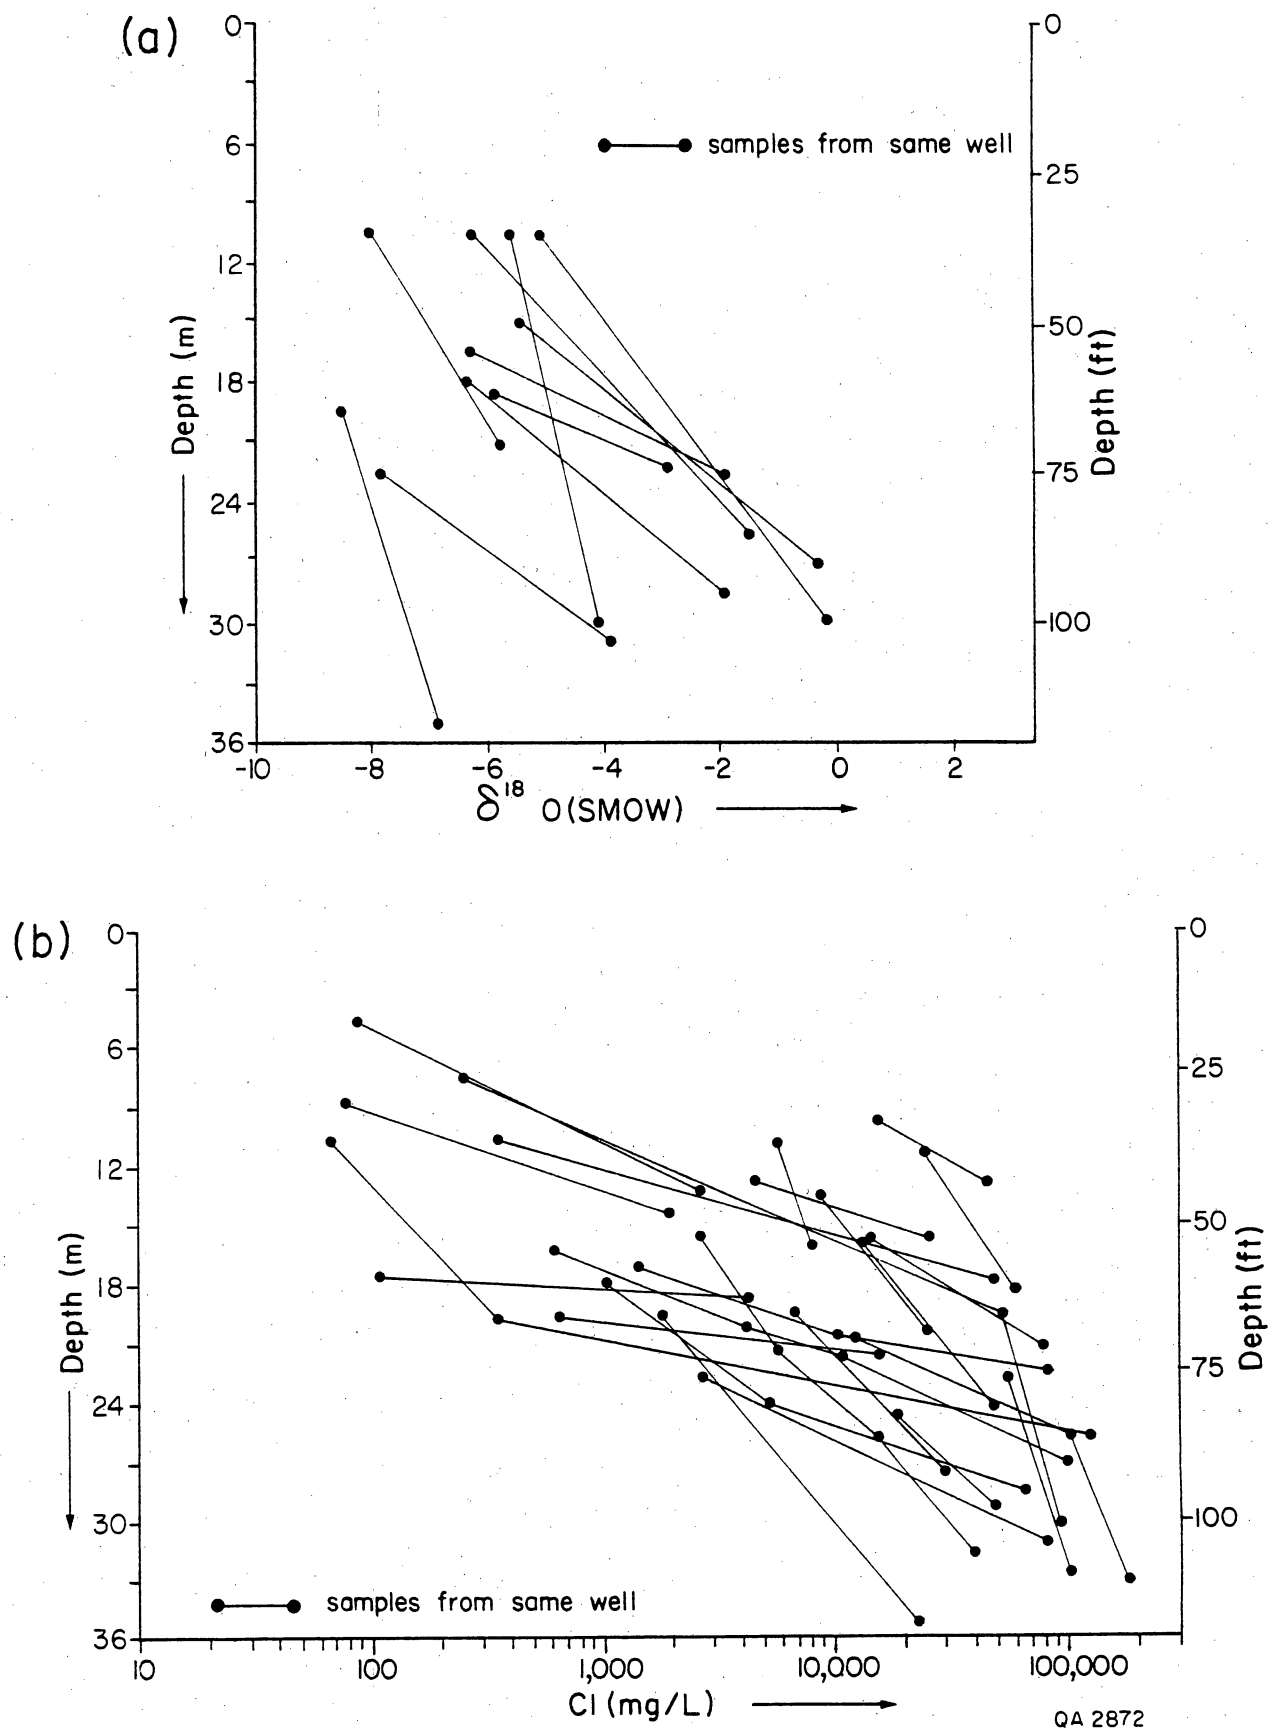 (a)
0
0
6
samples from same well
25
12
50
Depth (m)
Depth (ft)
18
75
24
30
100
36
-10 -8 -6 -4 -2 0 2
δ18 O(SMOW)
(b)
0
0
6
25
12
50
Depth (m)
Depth (ft)
18
75
24
30
100
samples from same well
36
10 100 1,000 10,000 100,000
Cl (mg/L)
QA 2872